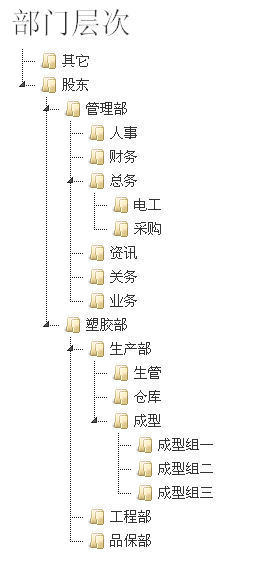 部门层次
其它
股东
管理部
人事
财务
总务
电工
采购
资讯
关务
业务
塑胶部
生产部
生管
仓库
成型
成型组一
成型组二
成型组三
工程部
品保部